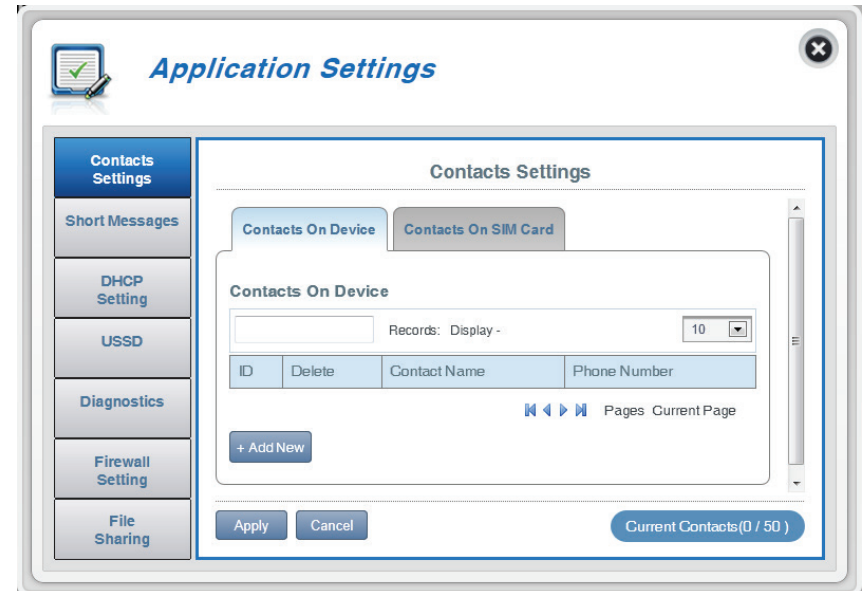 Application Settings
Contacts
Settings
Short Messages
DHCP
Setting
USSD
Diagnostics
Firewall
Setting
File
Sharing
Contacts Settings
Contacts On Device
Contacts On SIM Card
Contacts On Device
Records: Display -
10
ID
Delete
Contact Name
Phone Number
Pages Current Page
+ Add New
Apply
Cancel
Current Contacts(0 / 50 )